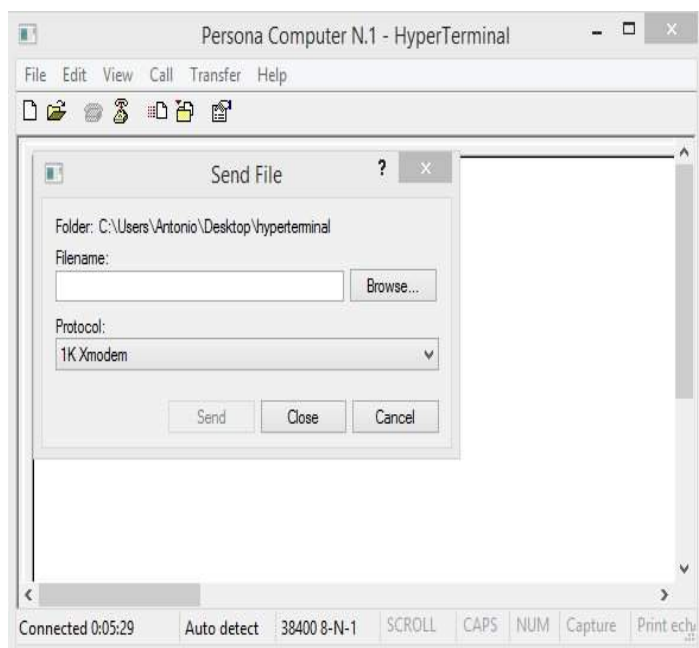 Persona Computer N.1 - HyperTerminal
File Edit View Call Transfer Help
Send File
Folder: C:\Users\Antonio\Desktop\hyperterminal
Filename:
Browse...
Protocol:
1K Xmodem
Send Close Cancel
Connected 0:05:29 Auto detect 38400 8-N-1 SCROLL CAPS NUM Capture Print echo